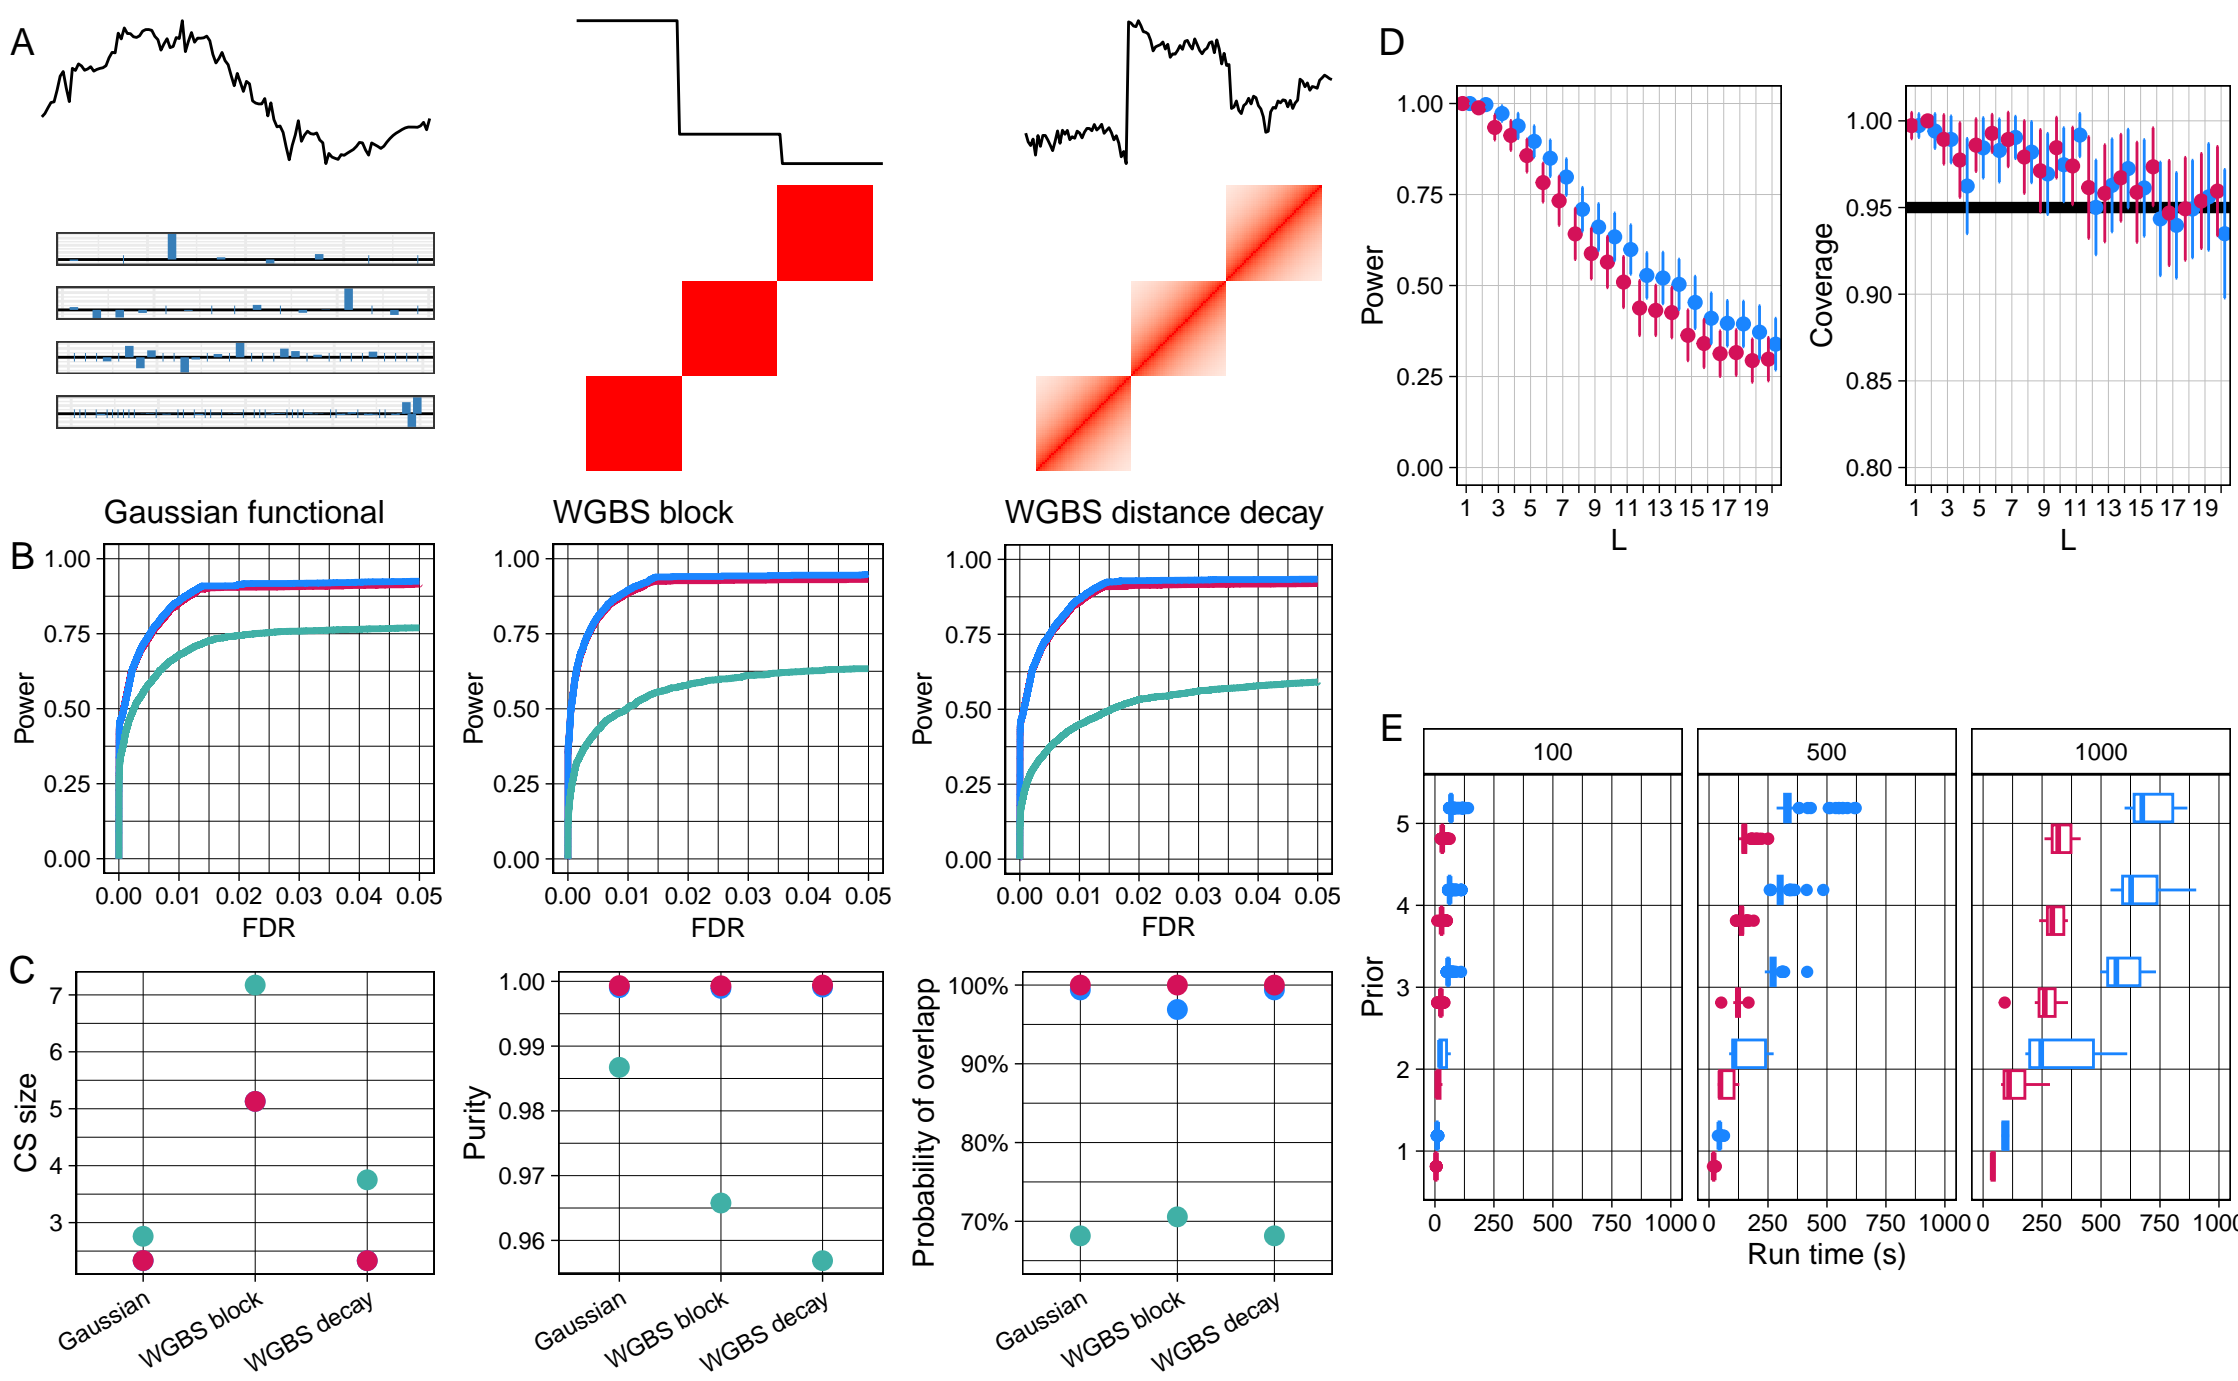 A
Gaussian functional
WGBS block
WGBS distance decay
B
1.00
0.75
0.50
0.25
0.00
Power
0.00 0.01 0.02 0.03 0.04 0.05
FDR
1.00
0.75
0.50
0.25
0.00
Power
0.00 0.01 0.02 0.03 0.04 0.05
FDR
1.00
0.75
0.50
0.25
0.00
Power
0.00 0.01 0.02 0.03 0.04 0.05
FDR
C
7
6
5
4
3
CS size
Gaussian
WGBS block
WGBS decay
1.00
0.99
0.98
0.97
0.96
Purity
Gaussian
WGBS block
WGBS decay
100%
90%
80%
70%
Probability of overlapp
Gaussian
WGBS block
WGBS decay
D
1.00
0.75
0.50
0.25
0.00
Power
1 3 5 7 9 11 13 15 17 19
L
1.00
0.95
0.90
0.85
0.80
Coverage
1 3 5 7 9 11 13 15 17 19
L
E
100
500
1000
5
4
3
2
1
Prior
0 250 500 750 1000
0 250 500 750 1000
0 250 500 750 1000
Run time (s)